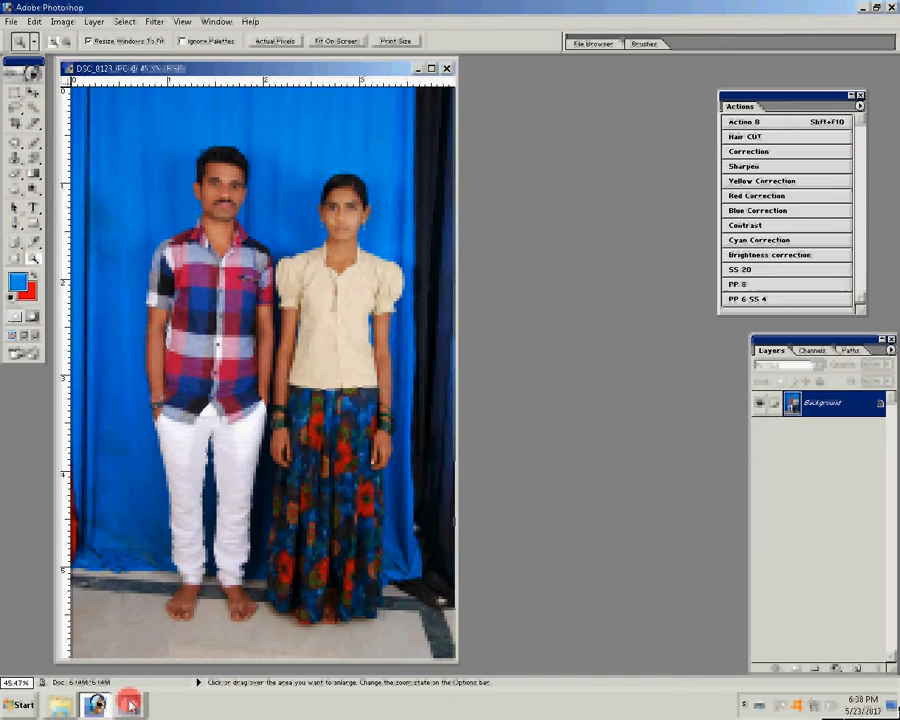 Adobe Photoshop
File Edit Image Layer Select Filter View Window Help
Resize Windows To Fit Ignore Palettes Actual Pixels Fit On Screen Print Size
File Browser Brushes
Actions
Action 8 Shft+F10
Hair CUT
Correction
Sharpen
Yellow Correction
Red Correction
Blue Correction
Contrast
Cyan Correction
Brightness correction
SS 20
PP 8
PP 6 SS 4
Layers Channels Paths
Background
45.47%
Click or drag over the area you want to enlarge. Change the zoom state on the Options bar.
Start
6:38 PM
5/23/2017